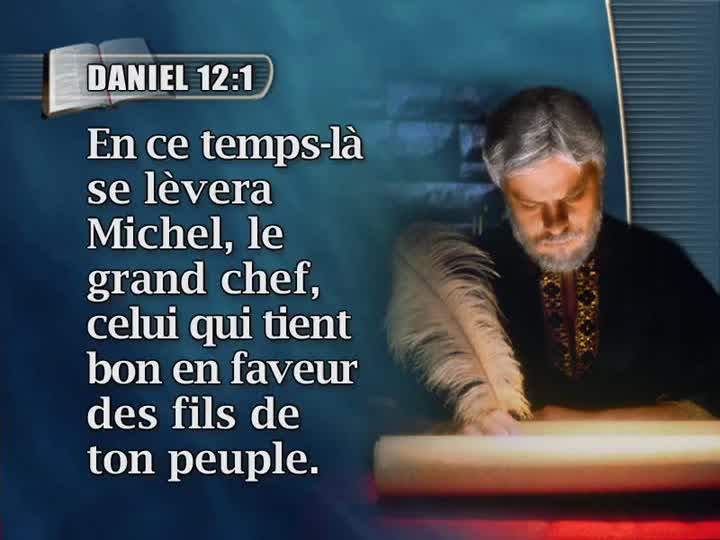 DANIEL 12:1
En ce temps-là
se lèvera
Michel, le
grand chef,
celui qui tient
bon en faveur
des fils de
ton peuple.